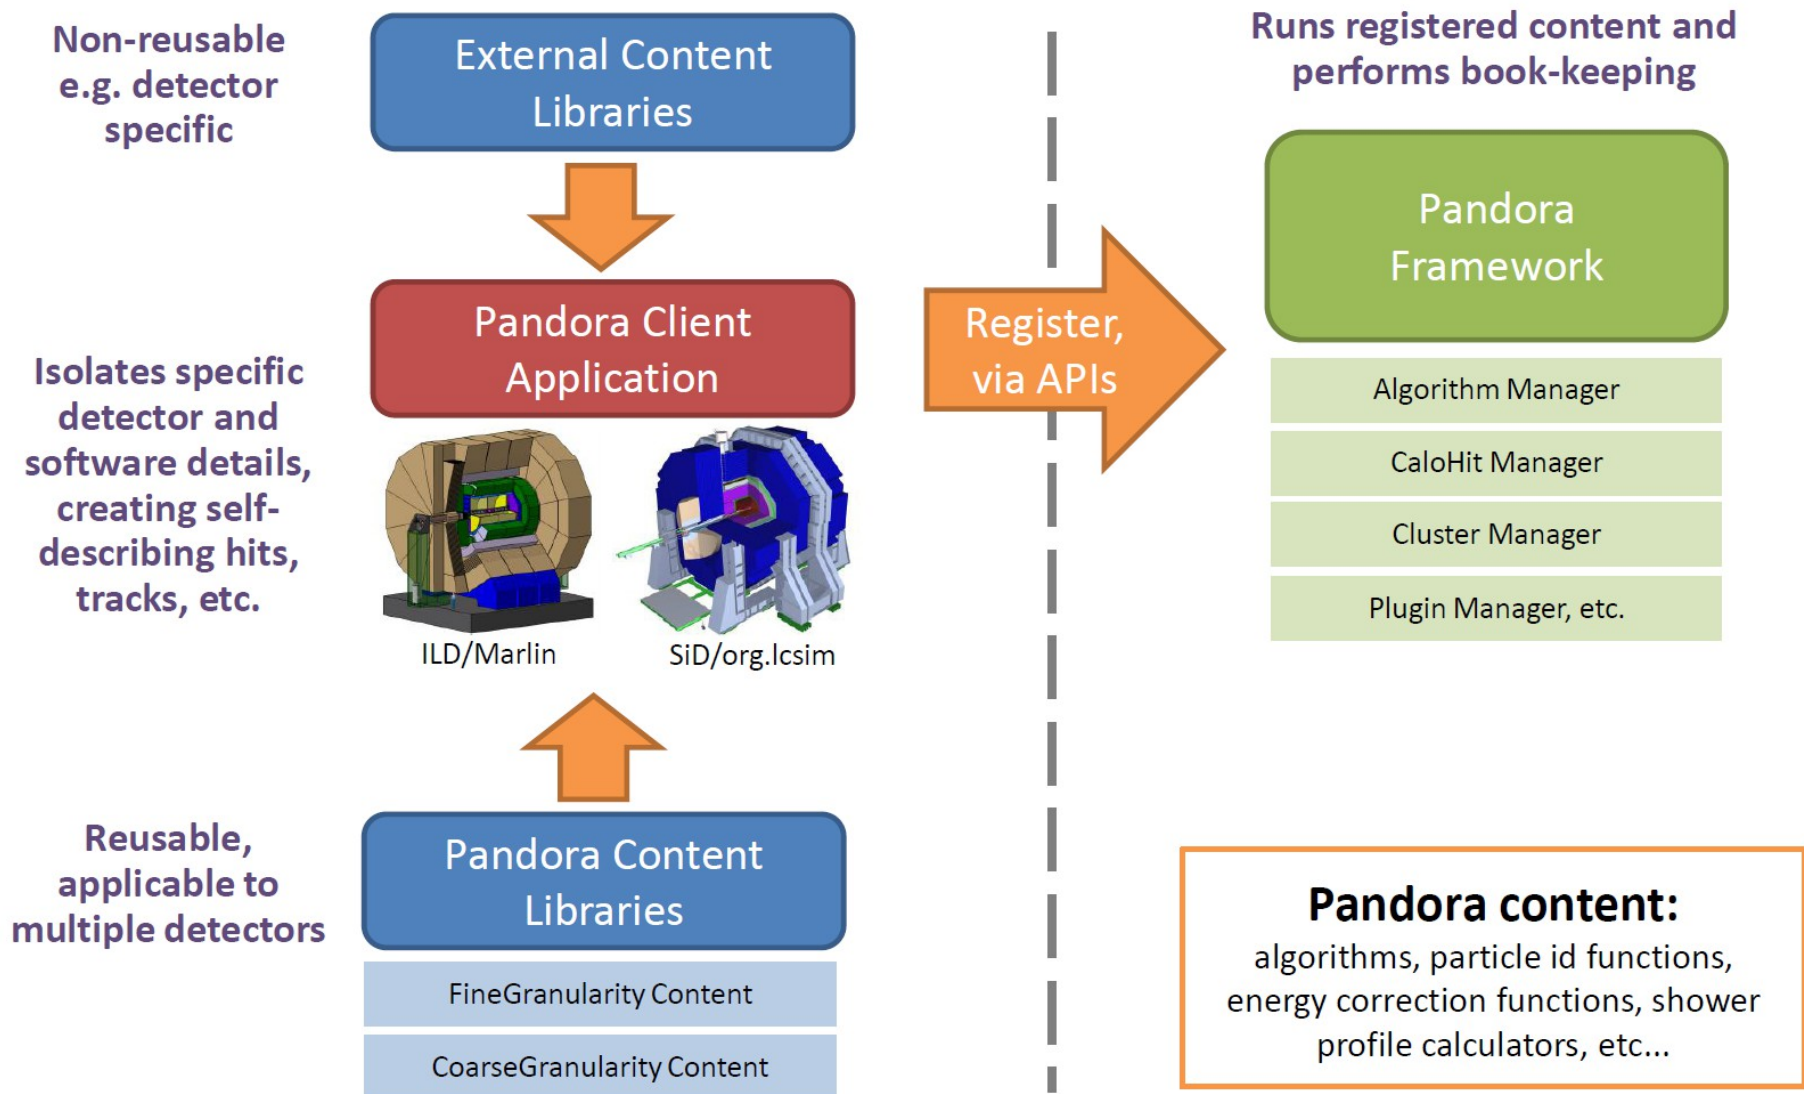 Non-reusable
e.g. detector
specific
External Content
Libraries
Runs registered content and
performs book-keeping
Pandora
Framework
Pandora Client
Application
Register,
via APIs
Isolates specific
detector and
software details,
creating self-
describing hits,
tracks, etc.
ILD/Marlin
SiD/org.lcsim
Algorithm Manager
CaloHit Manager
Cluster Manager
Plugin Manager, etc.
Reusable,
applicable to
multiple detectors
Pandora Content
Libraries
FineGranularity Content
CoarseGranularity Content
Pandora content:
algorithms, particle id functions,
energy correction functions, shower
profile calculators, etc...